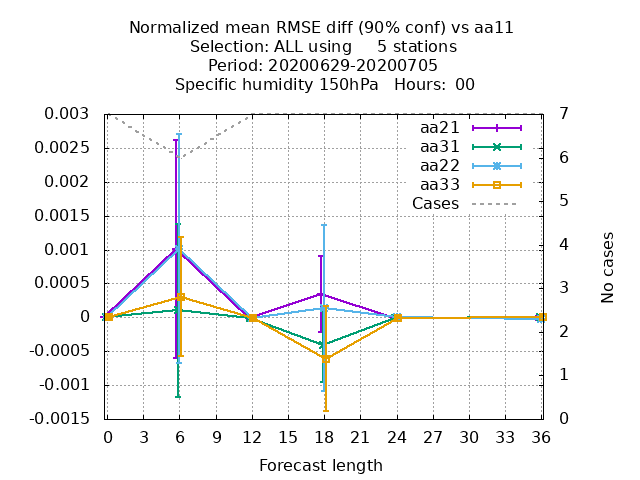 Normalized mean RMSE diff (90% conf) vs aa11
Selection: ALL using     5 stations
Period: 20200629-20200705
Specific humidity 150hPa   Hours:  00
0.003
0.0025
0.002
0.0015
0.001
0.0005
0
-0.0005
-0.001
-0.0015
7
6
5
4
3
2
1
0
No cases
aa21
aa31
aa22
aa33
Cases
0 3 6 9 12 15 18 21 24 27 30 33 36
Forecast length